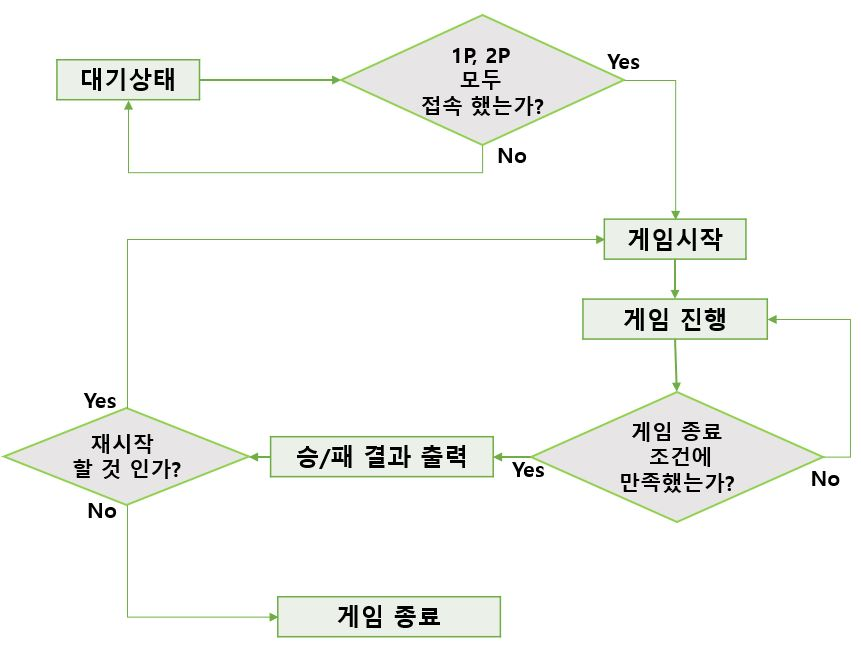 대기상태
1P, 2P
모두
접속 했는가?
Yes
No
게임시작
게임 진행
게임 종료
조건에
만족했는가?
No
Yes
승/패 결과 출력
재시작
할 것 인가?
Yes
No
게임 종료